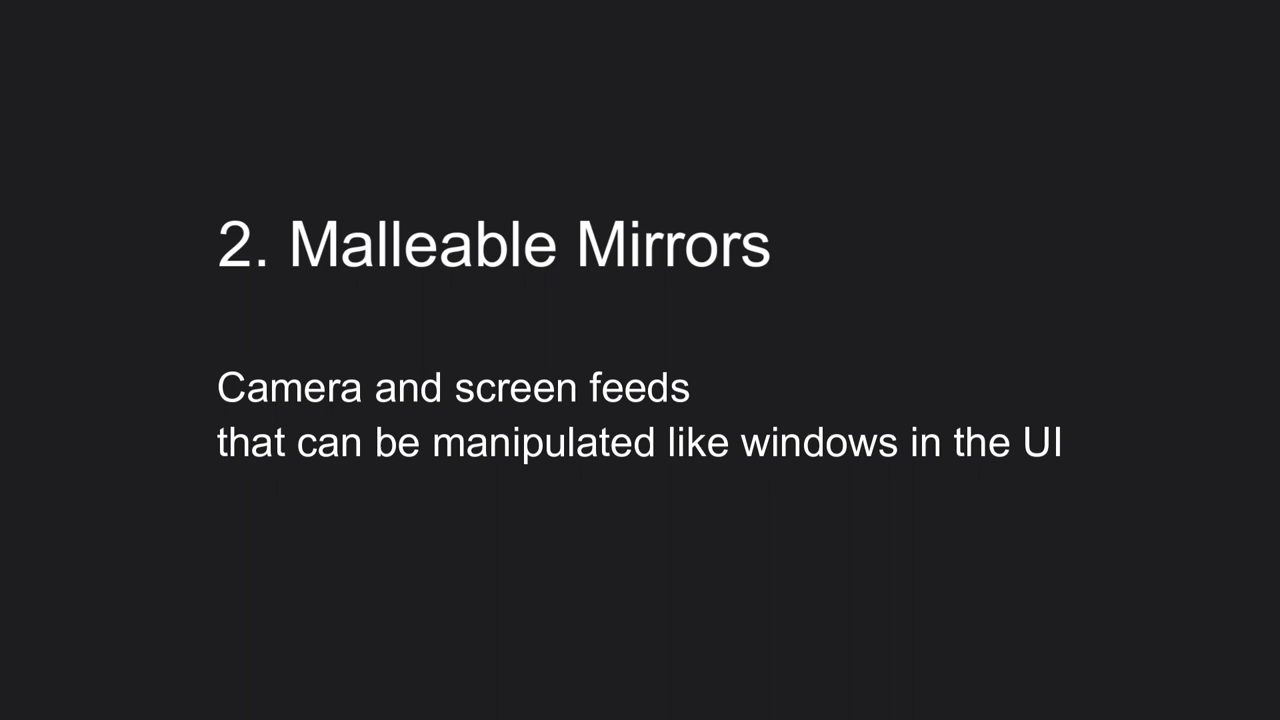 2. Malleable Mirrors
Camera and screen feeds
that can be manipulated like windows in the UI